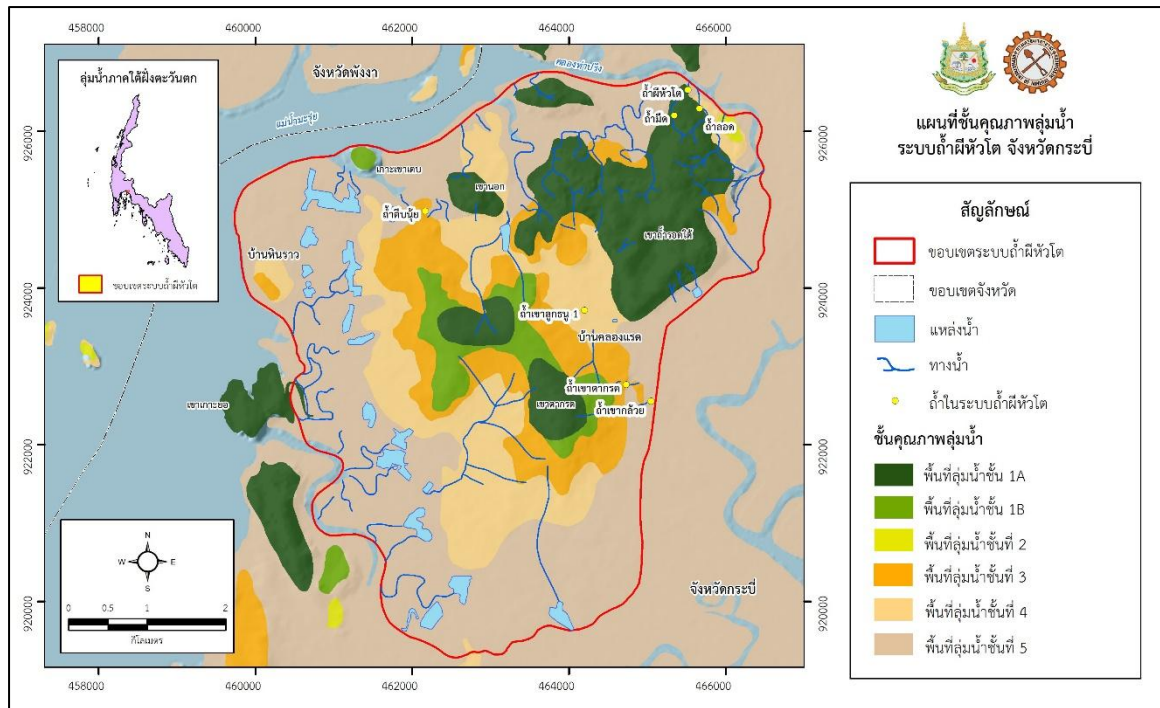 458000
460000
462000
464000
466000
ลุ่มน้ำภาคใต้ฝั่งตะวันตก
ขอบเขตระบบถ้ำผีหัวโต
จังหวัดพังงา
คลองท่าปริง
แม่น้ำมะรุ่ย
ถ้ำผีหัวโต
ถ้ำมืด
ถ้ำลอด
926000
926000
เกาะเขาเตบ
เขานอก
ถ้ำตีบนุ้ย
เขาถ้ำรอดใต้
บ้านหินราว
924000
924000
ถ้ำเขาลูกธนู 1
บ้านคลองแรด
ถ้ำเขาตากรด
เขาเกาะยอ
เขาตากรด
ถ้ำเขากล้วย
922000
922000
N
W
E
S
0
0.5
1
2
กิโลเมตร
จังหวัดกระบี่
920000
920000
458000
460000
462000
464000
466000
แผนที่ชั้นคุณภาพลุ่มน้ำ
ระบบถ้ำผีหัวโต จังหวัดกระบี่
สัญลักษณ์
ขอบเขตระบบถ้ำผีหัวโต
ขอบเขตจังหวัด
แหล่งน้ำ
ทางน้ำ
ถ้ำในระบบถ้ำผีหัวโต
ชั้นคุณภาพลุ่มน้ำ
พื้นที่ลุ่มน้ำชั้น 1A
พื้นที่ลุ่มน้ำชั้น 1B
พื้นที่ลุ่มน้ำชั้นที่ 2
พื้นที่ลุ่มน้ำชั้นที่ 3
พื้นที่ลุ่มน้ำชั้นที่ 4
พื้นที่ลุ่มน้ำชั้นที่ 5